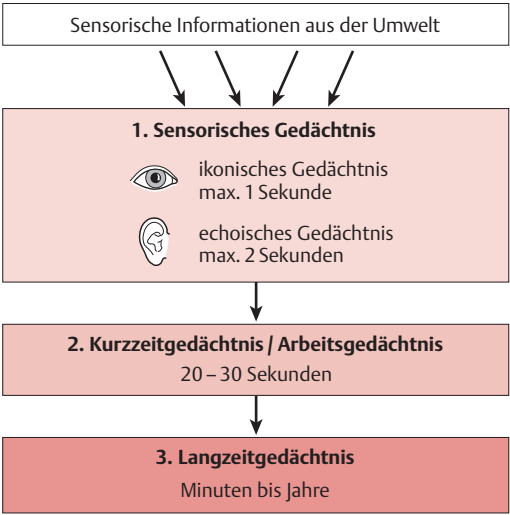 Sensorische Informationen aus der Umwelt
1. Sensorisches Gedächtnis
ikonisches Gedächtnis
max. 1 Sekunde
echoisches Gedächtnis
max. 2 Sekunden
2. Kurzzeitgedächtnis / Arbeitsgedächtnis
20 – 30 Sekunden
3. Langzeitgedächtnis
Minuten bis Jahre